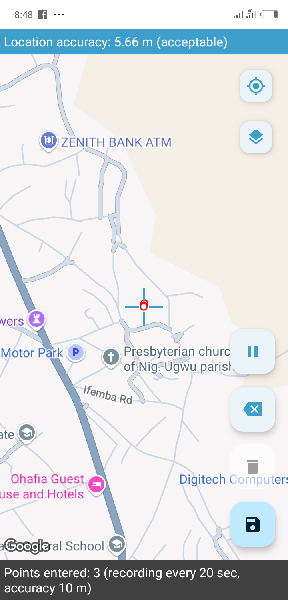 8:48
Location accuracy: 5.66 m (acceptable)
ZENITH BANK ATM
wers
Motor Park
P
Presbyterian churc
of Nig, Ugwu parish
Ifemba Rd
ate
Ohafia Guest
use and Hotels
Digitech Computers
Google
ral School
Points entered: 3 (recording every 20 sec,
accuracy 10 m)